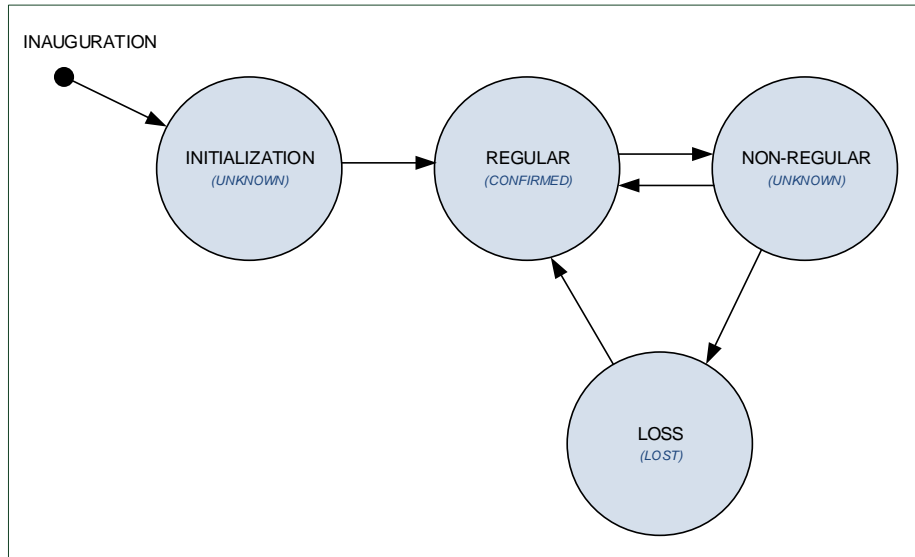 INAUGURATION
INITIALIZATION
(UNKNOWN)
REGULAR
(CONFIRMED)
NON-REGULAR
(UNKNOWN)
LOSS
(LOST)